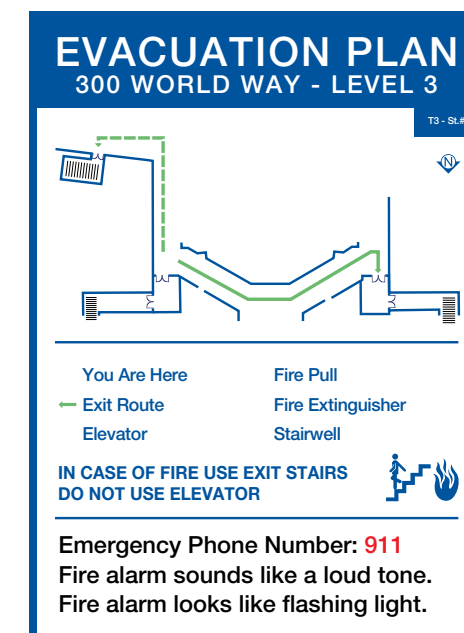 EVACUATION PLAN
300 WORLD WAY - LEVEL 3
T3 - St.#
N
You Are Here
Fire Pull
Exit Route
Fire Extinguisher
Elevator
Stairwell
IN CASE OF FIRE USE EXIT STAIRS
DO NOT USE ELEVATOR
Emergency Phone Number: 911
Fire alarm sounds like a loud tone.
Fire alarm looks like flashing light.